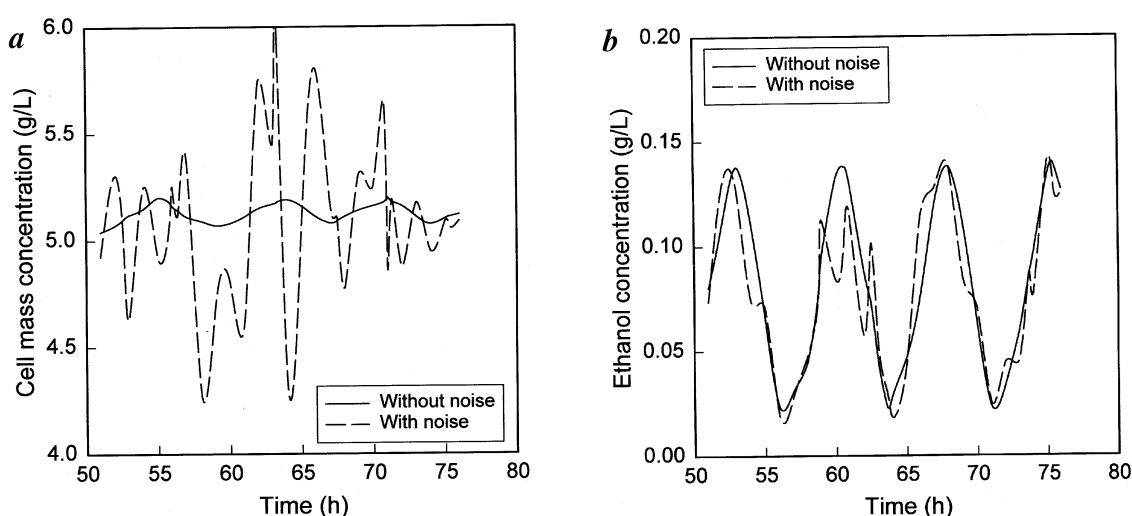 a
6.0
5.5
5.0
4.5
4.0
Cell mass concentration (g/L)
Without noise
With noise
50 55 60 65 70 75 80
Time (h)
b
0.20
0.15
0.10
0.05
0.00
Ethanol concentration (g/L)
Without noise
With noise
50 55 60 65 70 75 80
Time (h)